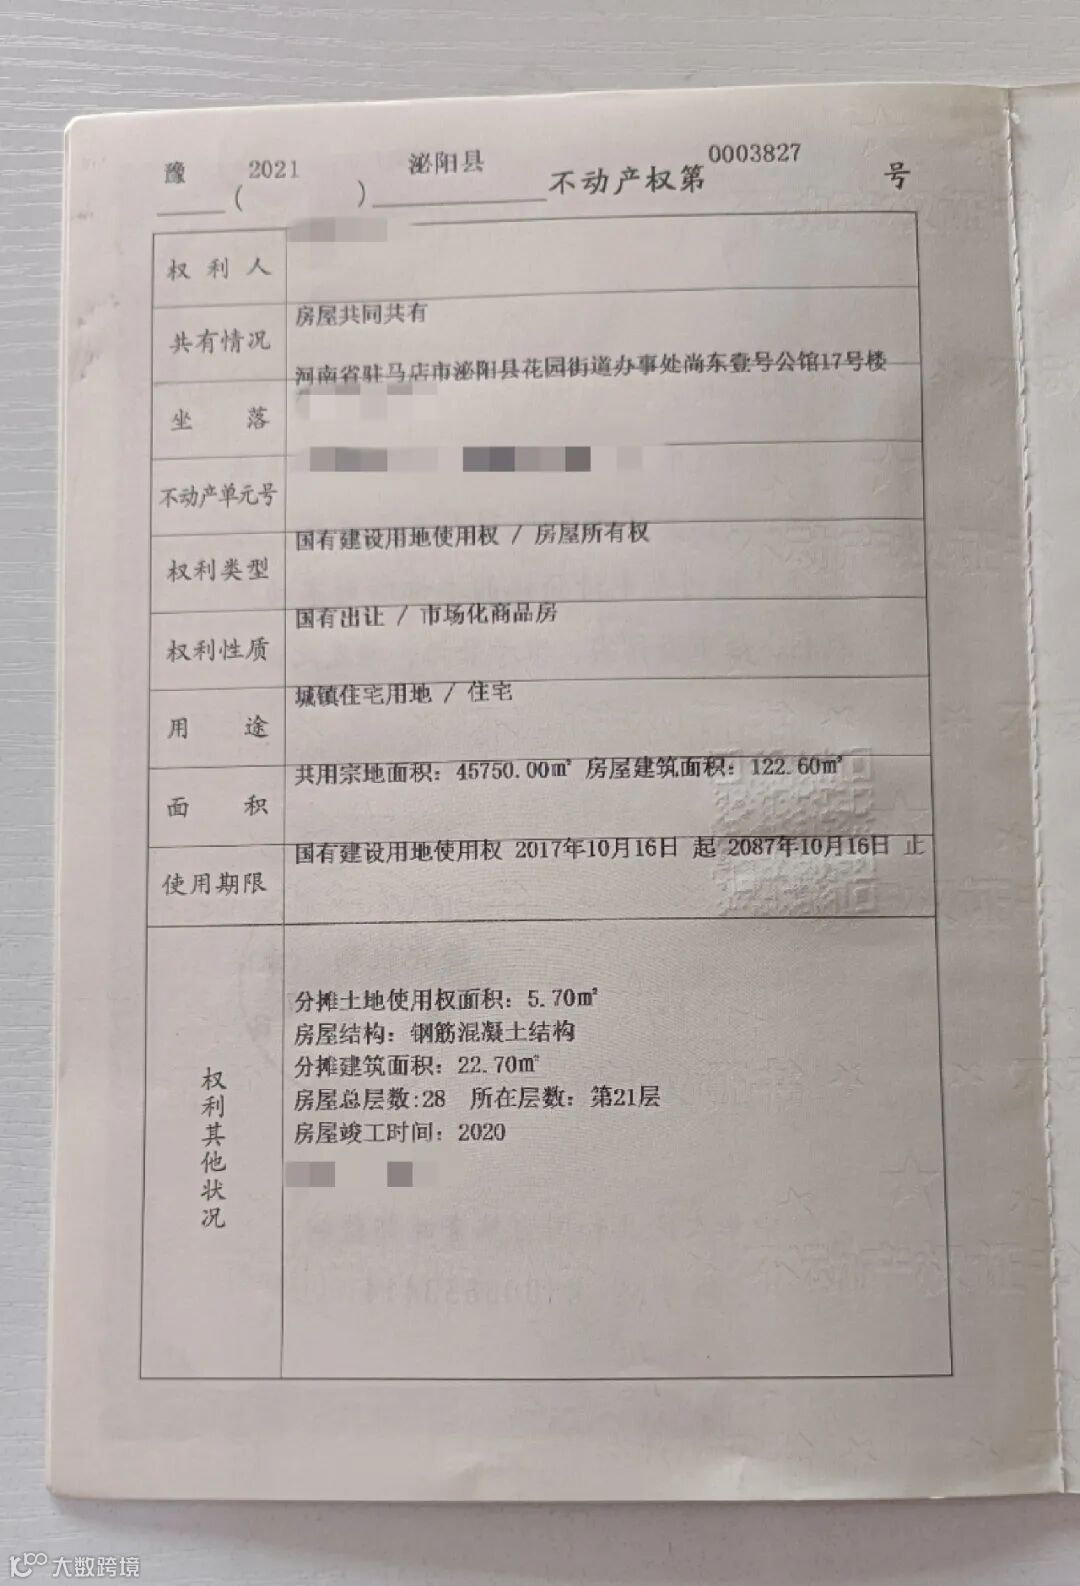 豫 ( 2021 ) 泌阳县 不动产权第 0003827 号
权利人
共有情况 房屋共同共有
坐落 河南省驻马店市泌阳县花园街道办事处尚东壹号公馆17号楼
不动产单元号
权利类型 国有建设用地使用权 / 房屋所有权
权利性质 国有出让 / 市场化商品房
用途 城镇住宅用地 / 住宅
面积 共用宗地面积：45750.00㎡ 房屋建筑面积：122.60㎡
使用期限 国有建设用地使用权 2017年10月16日 起 2087年10月16日 止
权利其他状况
分摊土地使用权面积：5.70㎡
房屋结构：钢筋混凝土结构
分摊建筑面积：22.70㎡
房屋总层数:28 所在层数：第21层
房屋竣工时间：2020
大数跨境